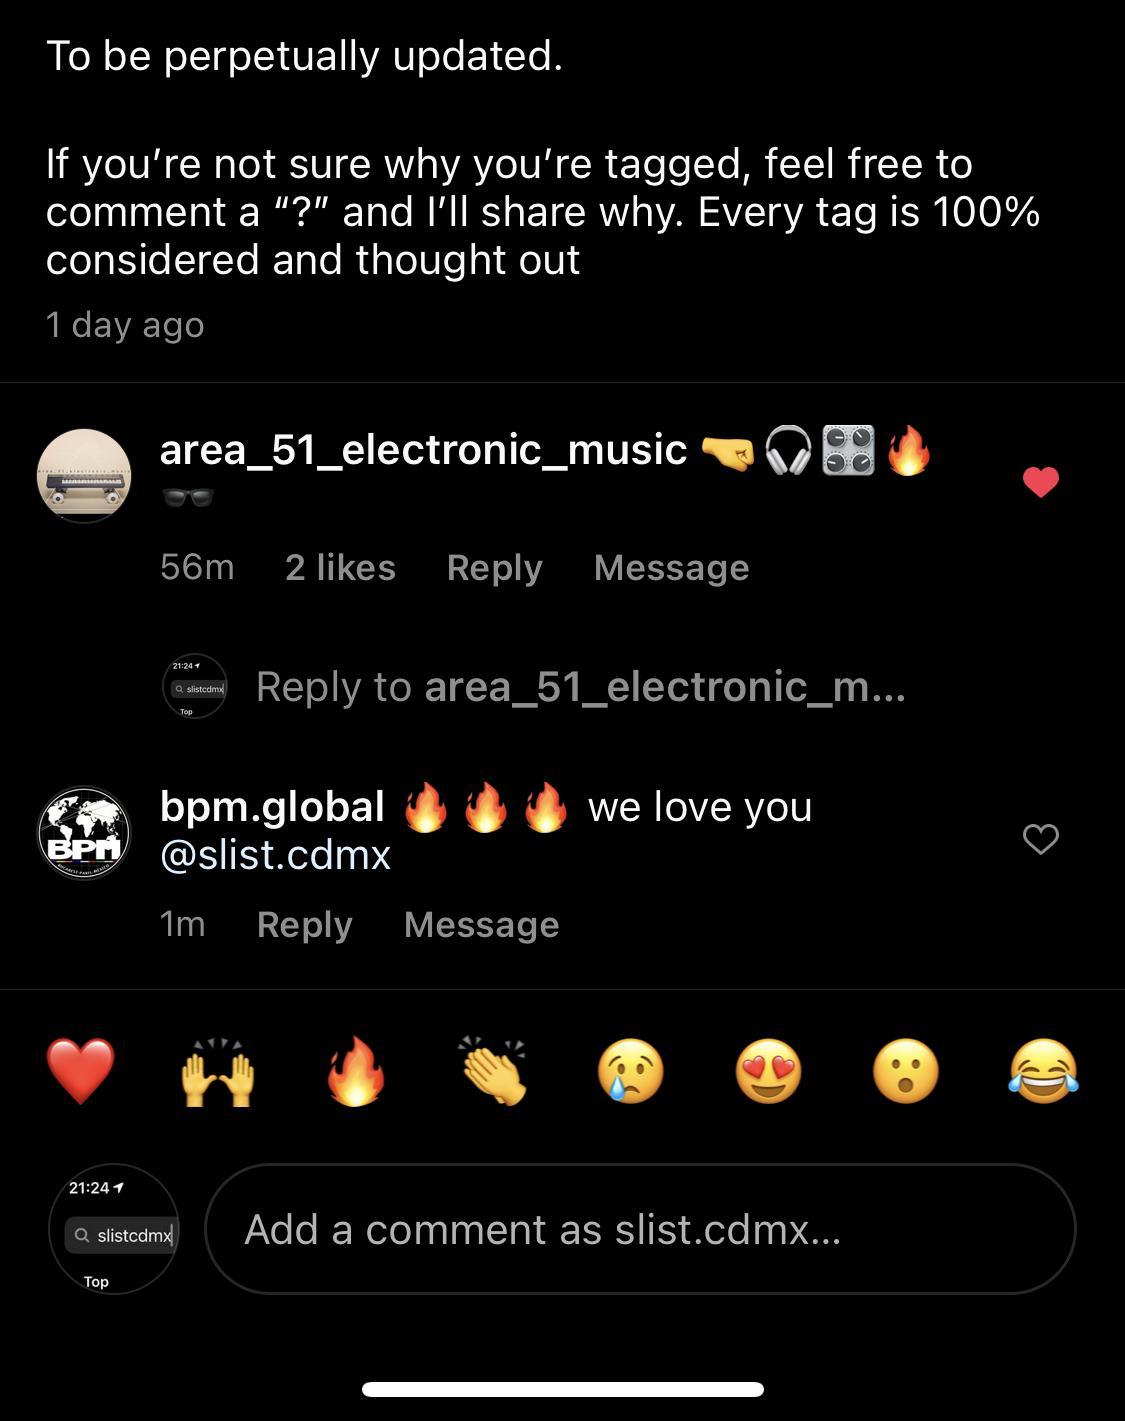 To be perpetually updated.
If you’re not sure why you’re tagged, feel free to
comment a “?” and I’ll share why. Every tag is 100%
considered and thought out
1 day ago
area_51_electronic_music 🤜🎧🎛️🔥
🕶️
56m 2 likes Reply Message
21:24
slistcdmx
Top
Reply to area_51_electronic_m...
BPM
bpm.global 🔥🔥🔥 we love you
@slist.cdmx
1m Reply Message
❤️🙌🔥👏😢😍😮😂
21:24
slistcdmx
Top
Add a comment as slist.cdmx...